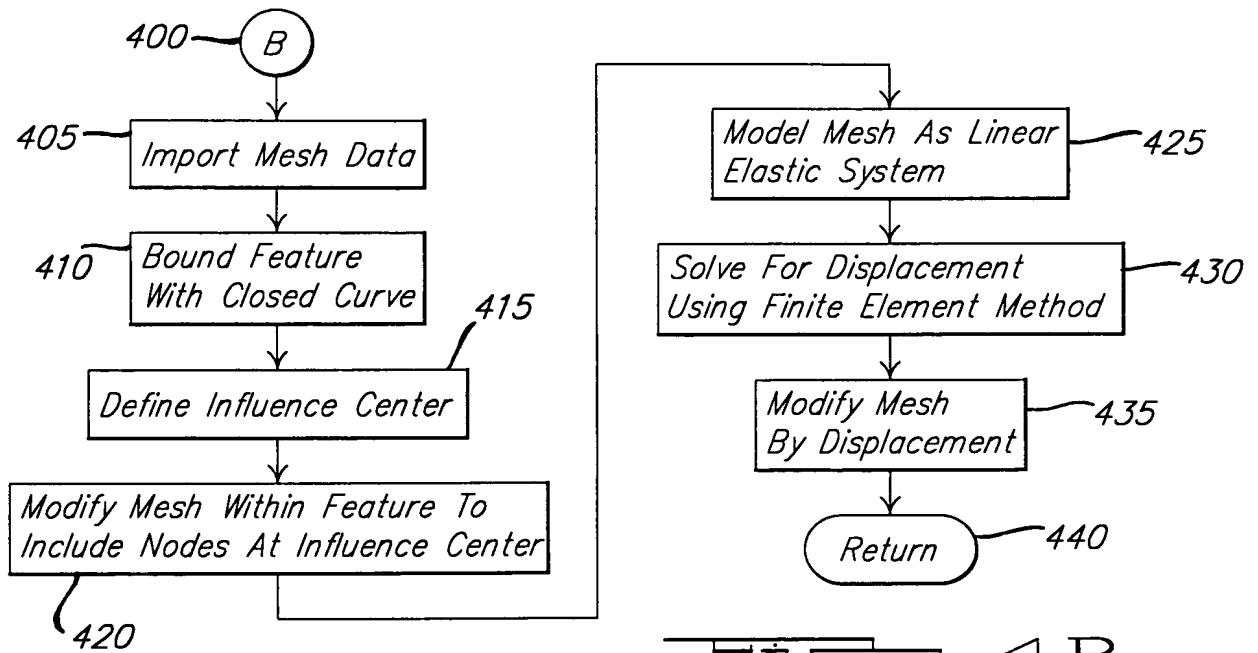 400
B
405
Import Mesh Data
410
Bound Feature
With Closed Curve
415
Define Influence Center
Modify Mesh Within Feature To
Include Nodes At Influence Center
420
Model Mesh As Linear
Elastic System
425
Solve For Displacement
Using Finite Element Method
430
Modify Mesh
By Displacement
435
Return
440